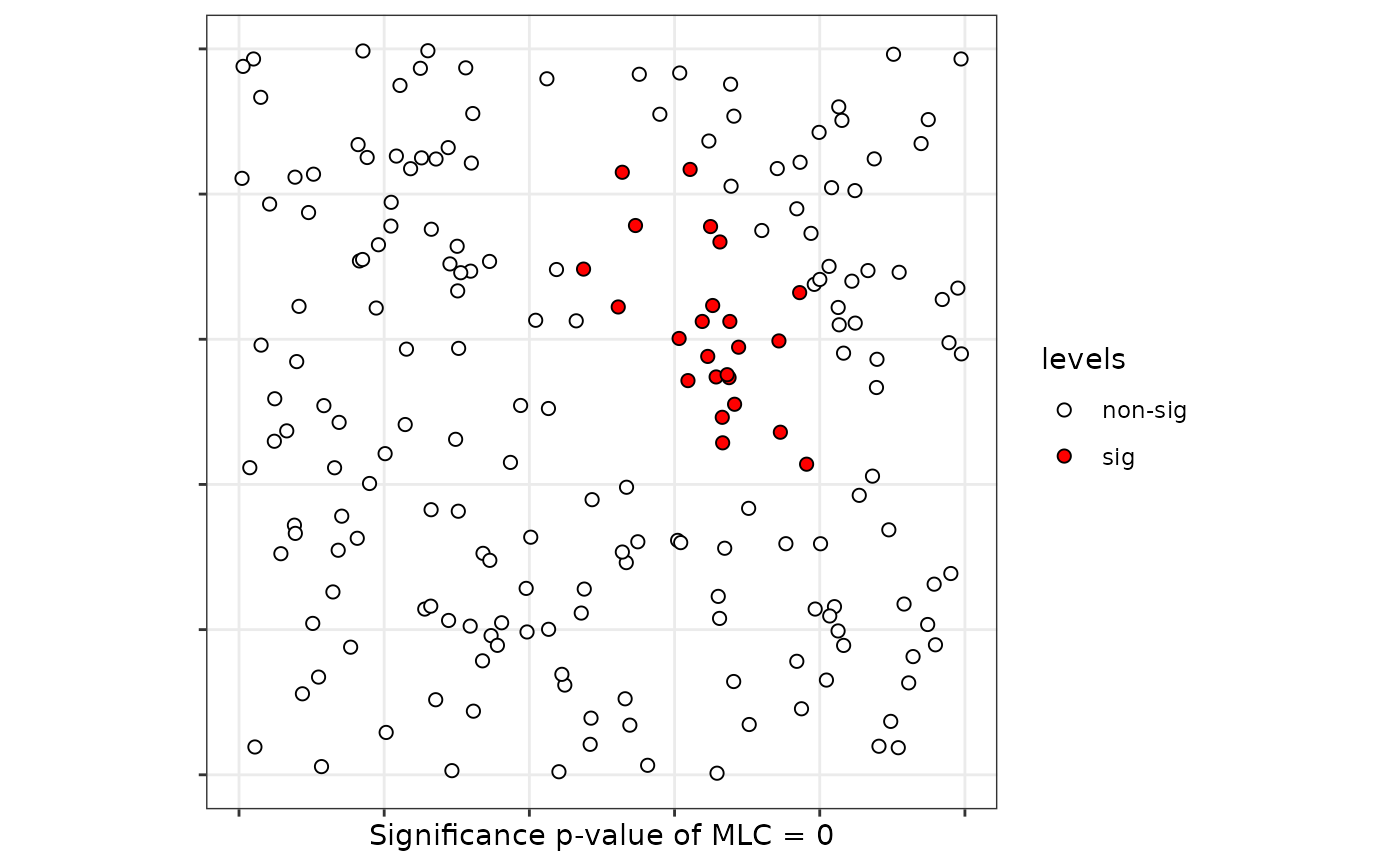 levels
non-sig
sig
Significance p-value of MLC = 0